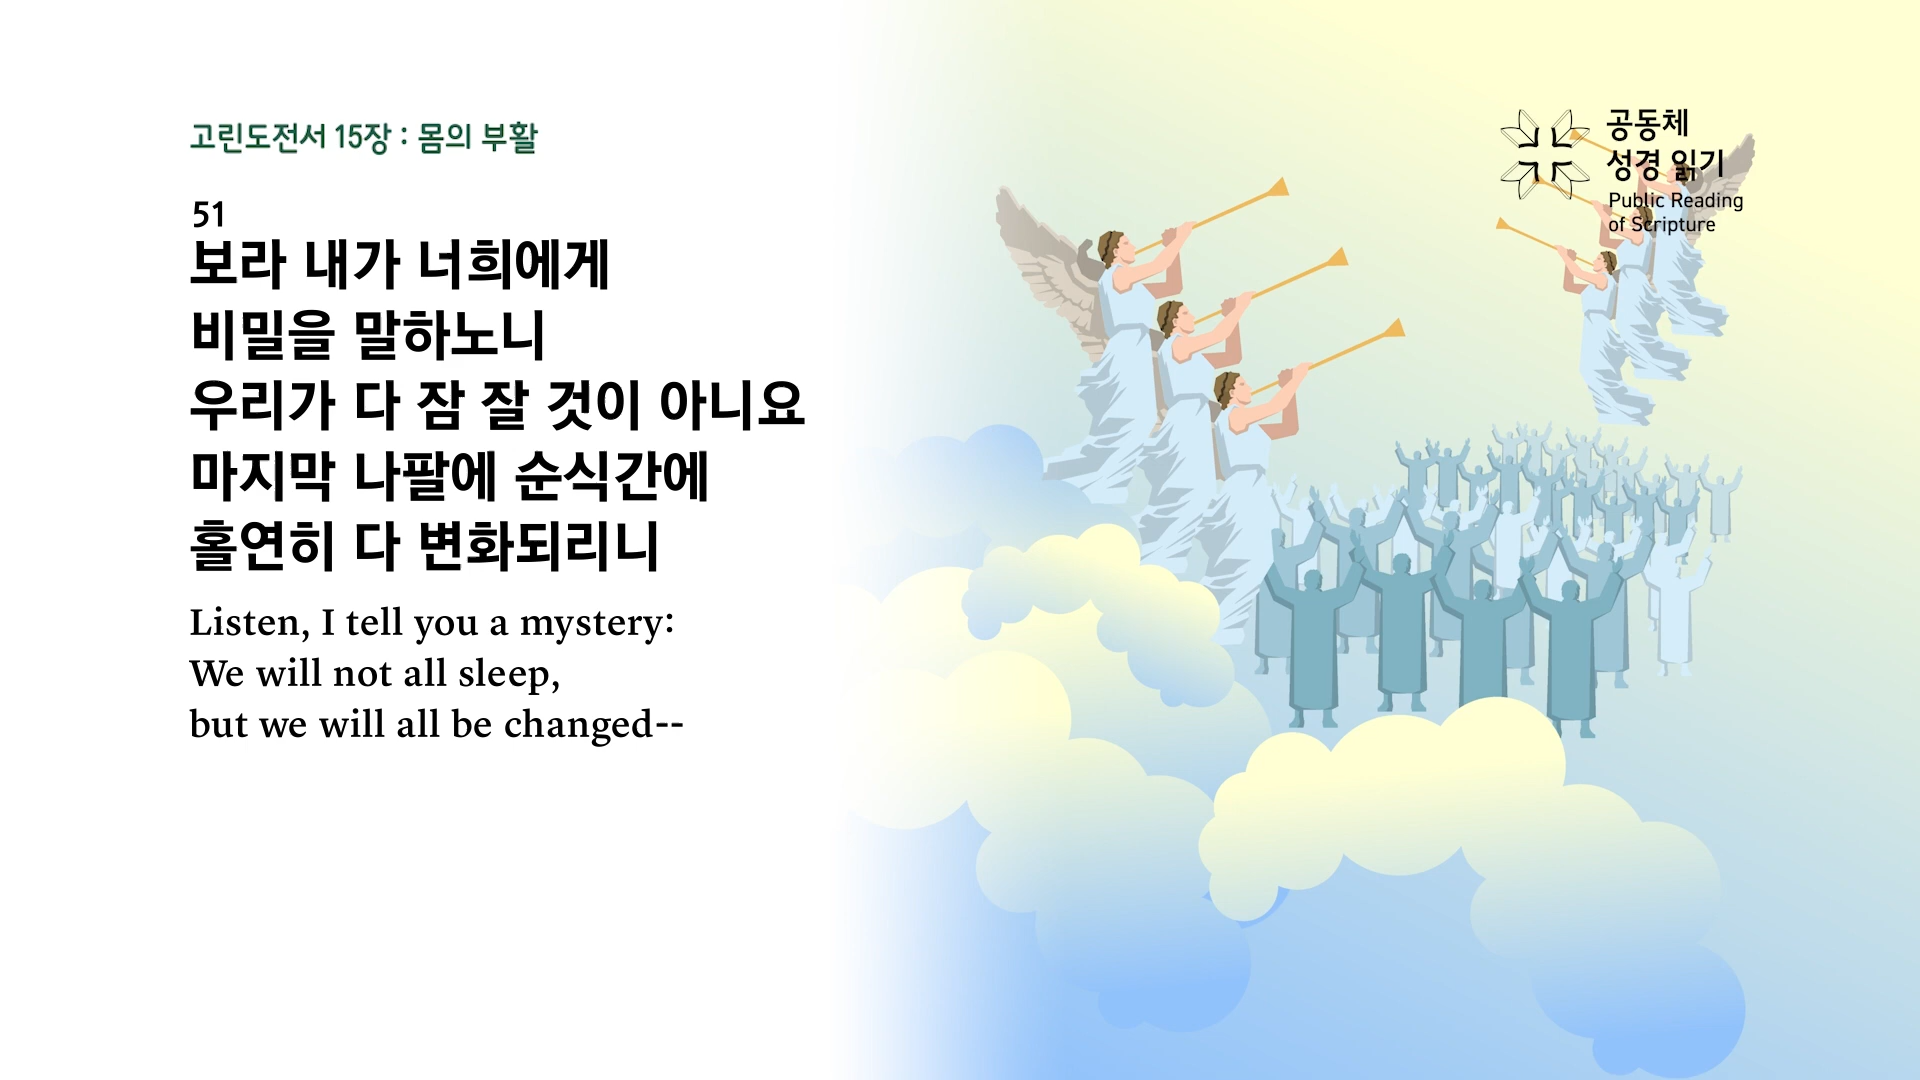 고린도전서 15장 : 몸의 부활
51
보라 내가 너희에게
비밀을 말하노니
우리가 다 잠 잘 것이 아니요
마지막 나팔에 순식간에
홀연히 다 변화되리니
Listen, I tell you a mystery:
We will not all sleep,
but we will all be changed--
공동체
성경 읽기
Public Reading
of Scripture